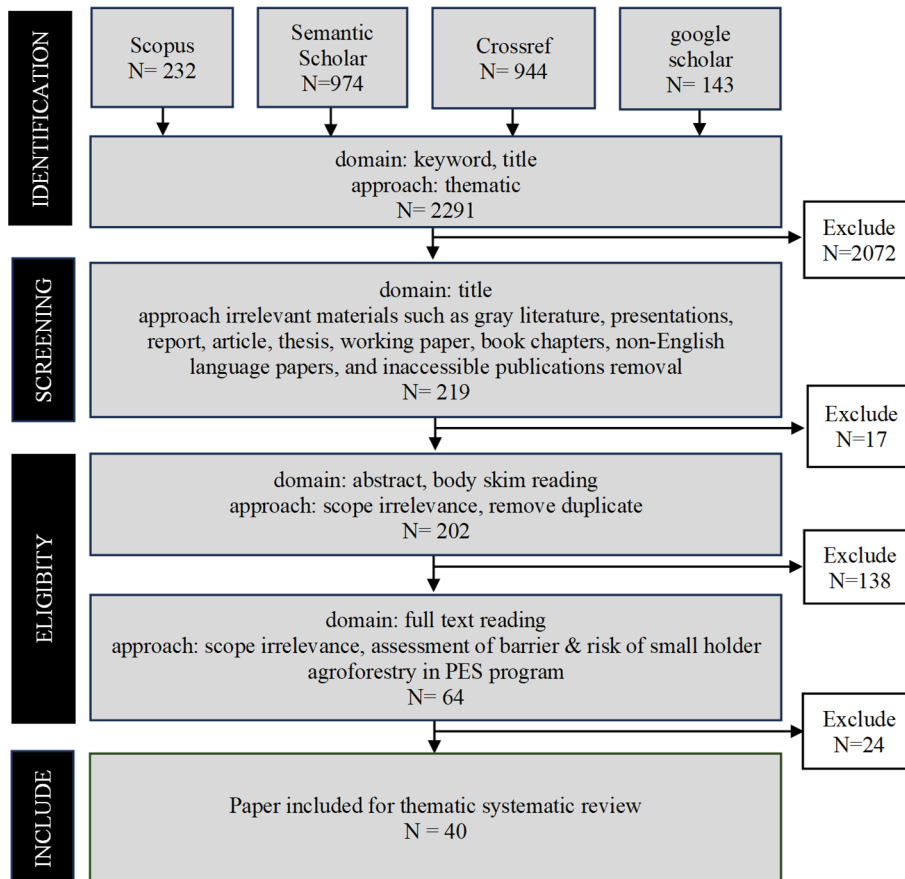 IDENTIFICATION
Scopus
N= 232
Semantic
Scholar
N=974
Crossref
N= 944
google
scholar
N= 143
domain: keyword, title
approach: thematic
N= 2291
Exclude
N=2072
SCREENING
domain: title
approach irrelevant materials such as gray literature, presentations,
report, article, thesis, working paper, book chapters, non-English
language papers, and inaccessible publications removal
N= 219
Exclude
N=17
ELIGIBITY
domain: abstract, body skim reading
approach: scope irrelevance, remove duplicate
N= 202
Exclude
N=138
domain: full text reading
approach: scope irrelevance, assessment of barrier & risk of small holder
agroforestry in PES program
N= 64
Exclude
N=24
INCLUDE
Paper included for thematic systematic review
N = 40